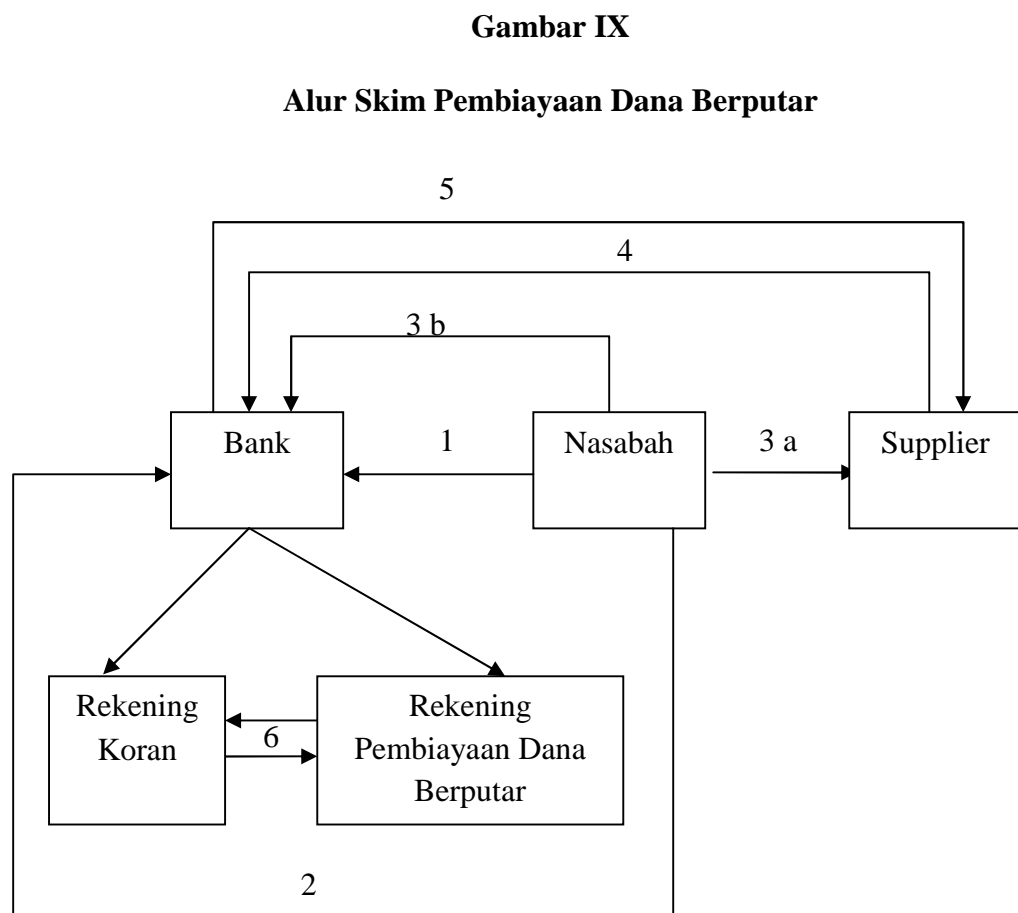 Gambar IX
Alur Skim Pembiayaan Dana Berputar
5
4
3 b
Bank
1
Nasabah
3 a
Supplier
Rekening
Koran
6
Rekening
Pembiayaan Dana
Berputar
2